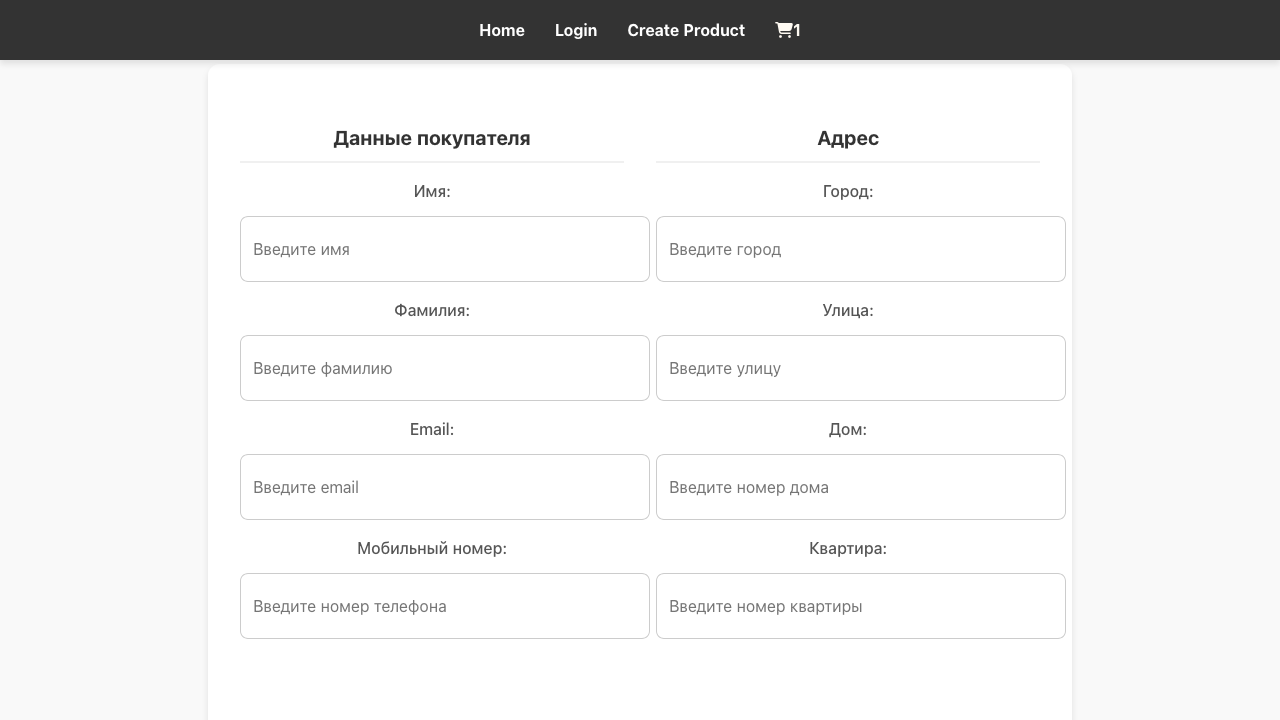 Home Login Create Product 1
Данные покупателя
Имя:
Введите имя
Фамилия:
Введите фамилию
Email:
Введите email
Мобильный номер:
Введите номер телефона
Адрес
Город:
Введите город
Улица:
Введите улицу
Дом:
Введите номер дома
Квартира:
Введите номер квартиры